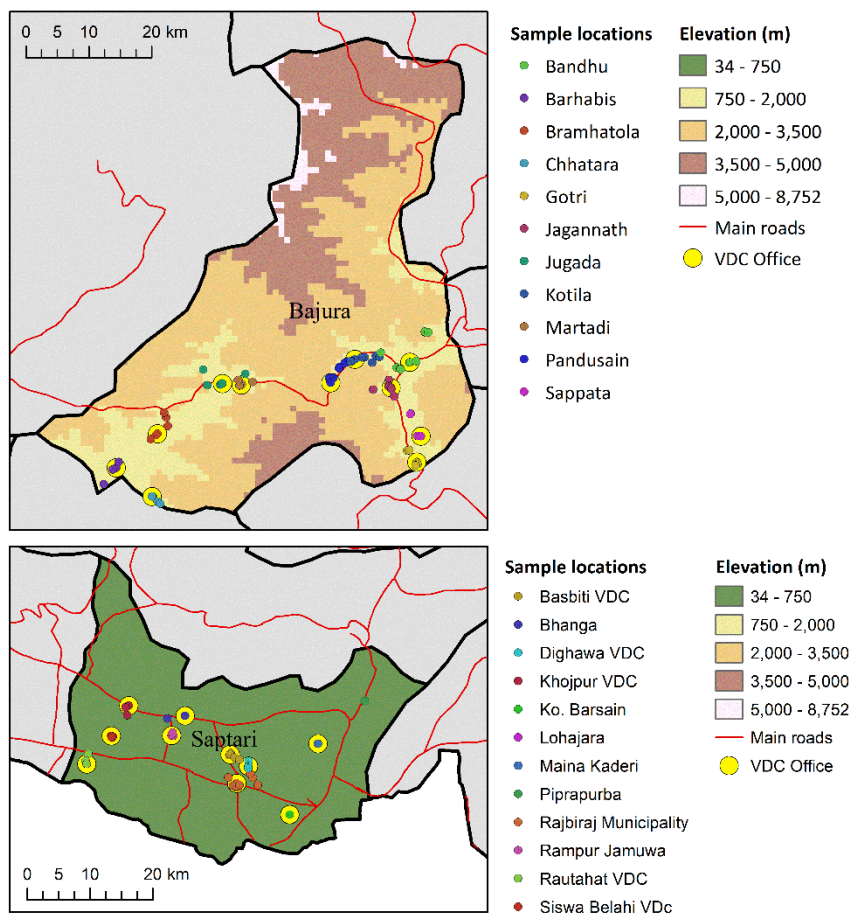 0 5 10 20 km
Bajura
Sample locations
Bandhu
Barhabis
Bramhatola
Chhatara
Gotri
Jagannath
Jugada
Kotila
Martadi
Pandusain
Sappata
Elevation (m)
34 - 750
750 - 2,000
2,000 - 3,500
3,500 - 5,000
5,000 - 8,752
Main roads
VDC Office
Saptari
0 5 10 20 km
Sample locations
Basbiti VDC
Bhanga
Dighawa VDC
Khojpur VDC
Ko. Barsain
Lohajara
Maina Kaderi
Piprapurba
Rajbiraj Municipality
Rampur Jamuwa
Rautahat VDC
Siswa Belahi VDc
Elevation (m)
34 - 750
750 - 2,000
2,000 - 3,500
3,500 - 5,000
5,000 - 8,752
Main roads
VDC Office